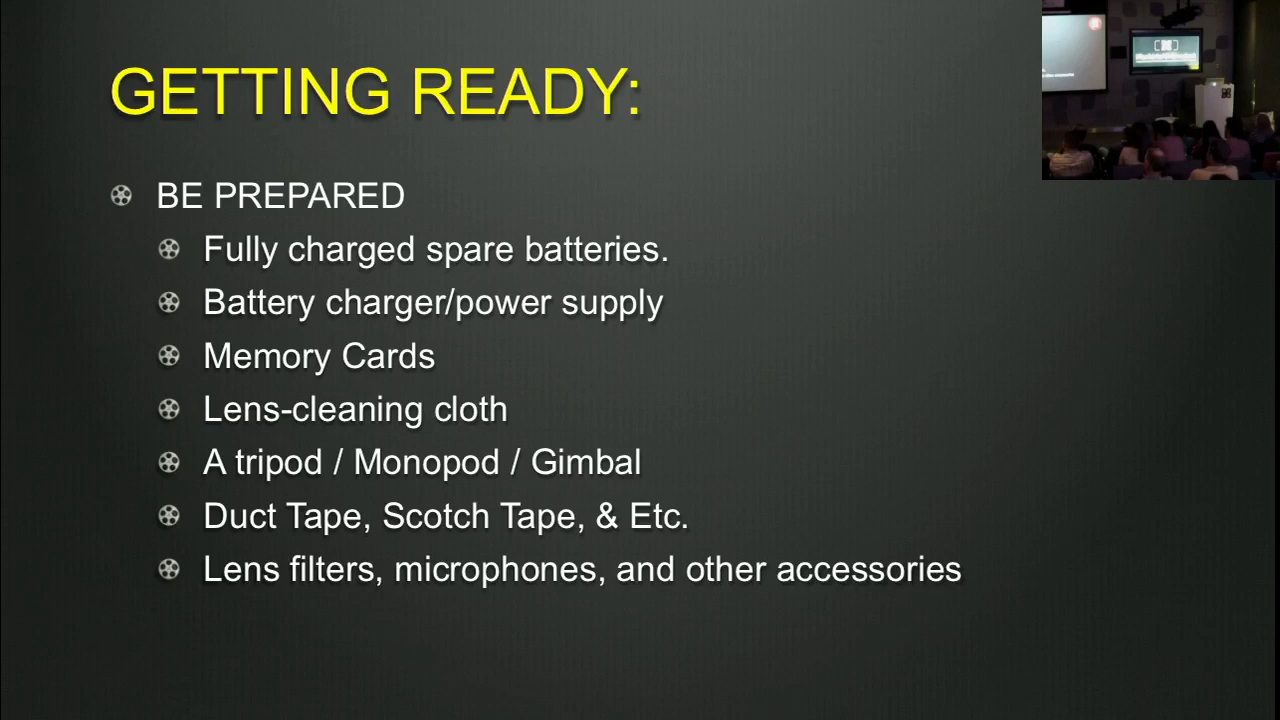 GETTING READY:
BE PREPARED
Fully charged spare batteries.
Battery charger/power supply
Memory Cards
Lens-cleaning cloth
A tripod / Monopod / Gimbal
Duct Tape, Scotch Tape, & Etc.
Lens filters, microphones, and other accessories